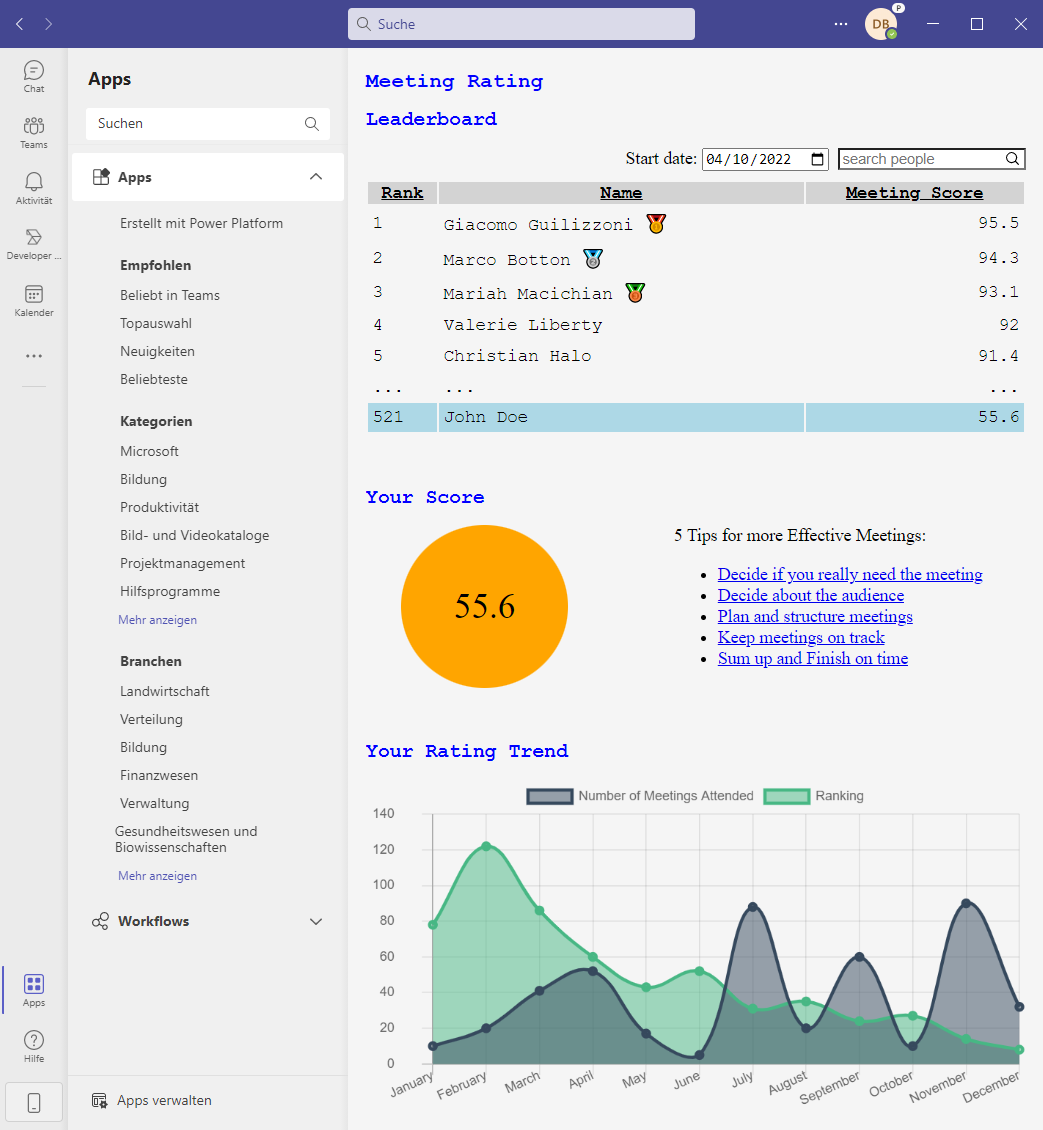 Suche
DB
P
Chat
Teams
Aktivität
Developer ...
Kalender
Apps
Hilfe
Apps
Suchen
Apps
Erstellt mit Power Platform
Empfohlen
Beliebt in Teams
Topauswahl
Neuigkeiten
Beliebteste
Kategorien
Microsoft
Bildung
Produktivität
Bild- und Videokataloge
Projektmanagement
Hilfsprogramme
Mehr anzeigen
Branchen
Landwirtschaft
Verteilung
Bildung
Finanzwesen
Verwaltung
Gesundheitswesen und
Biowissenschaften
Mehr anzeigen
Workflows
Apps verwalten
Meeting Rating
Leaderboard
Start date: 04/10/2022 search people
Rank Name Meeting Score
1 Giacomo Guilizzoni 95.5
2 Marco Botton 94.3
3 Mariah Macichian 93.1
4 Valerie Liberty 92
5 Christian Halo 91.4
... ... ...
521 John Doe 55.6
Your Score
55.6
5 Tips for more Effective Meetings:
Decide if you really need the meeting
Decide about the audience
Plan and structure meetings
Keep meetings on track
Sum up and Finish on time
Your Rating Trend
Number of Meetings Attended Ranking
140
120
100
80
60
40
20
0
January February March April May June July August September October November December